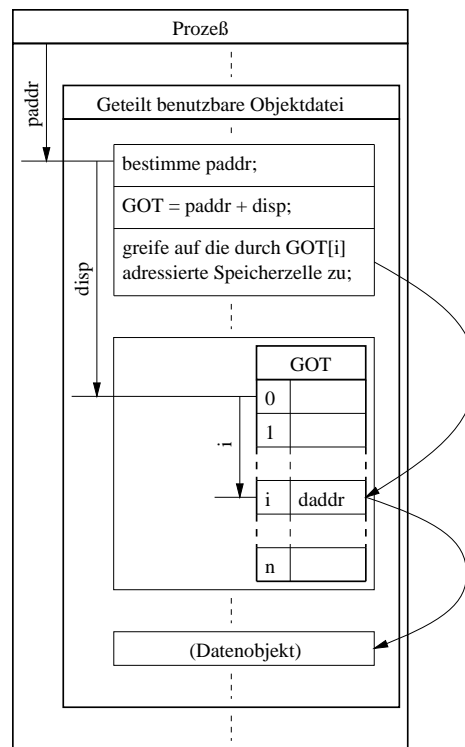 Prozeß
paddr
Geteilt benutzbare Objektdatei
bestimme paddr;
GOT = paddr + disp;
greife auf die durch GOT[i]
adressierte Speicherzelle zu;
disp
GOT
0
1
i
i daddr
n
(Datenobjekt)